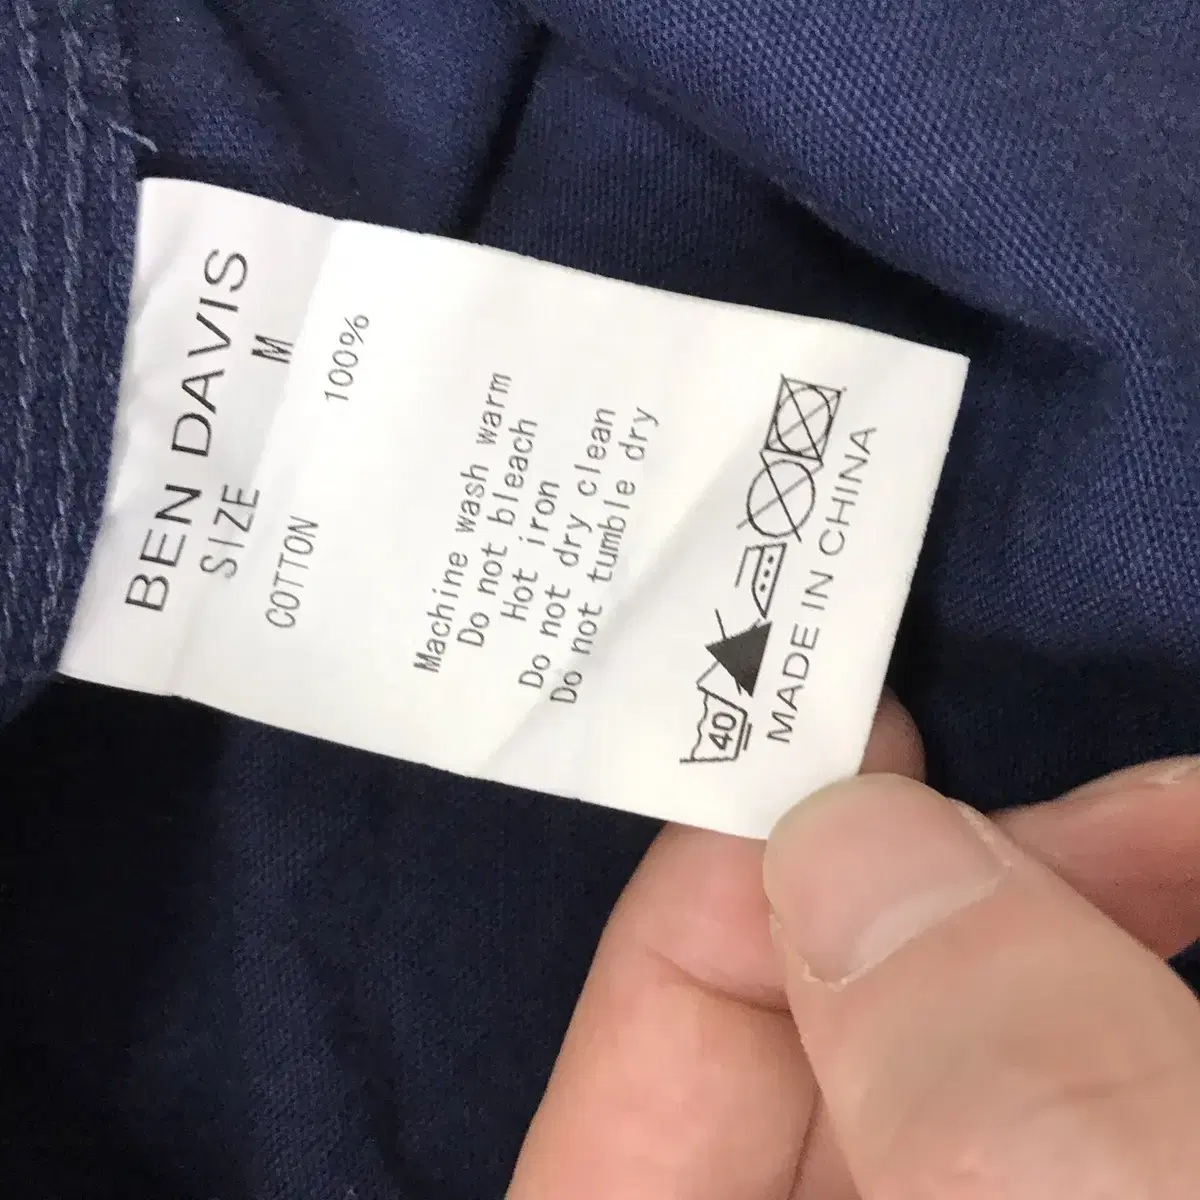 BEN DAVIS
SIZE M
COTTON 100%
Machine wash warm
Do not bleach
Hot iron
Do not dry clean
Do not tumble dry
40
MADE IN CHINA